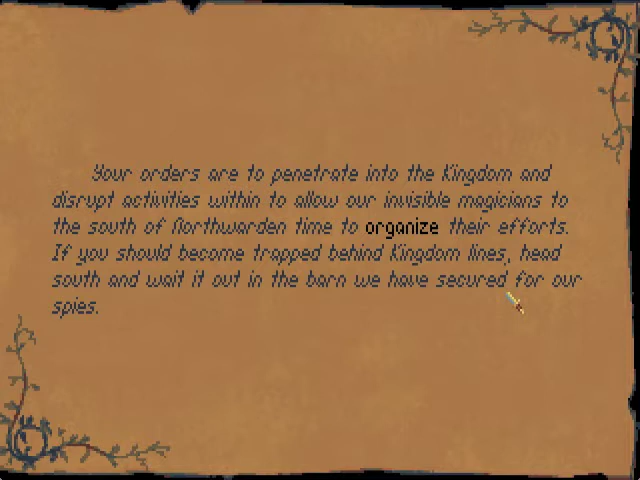 Your orders are to penetrate into the Kingdom and
disrupt activities within to allow our invisible magicians to
the south of Northwarden time to organize their efforts.
If you should become trapped behind Kingdom lines, head
south and wait it out in the barn we have secured for our
spies.